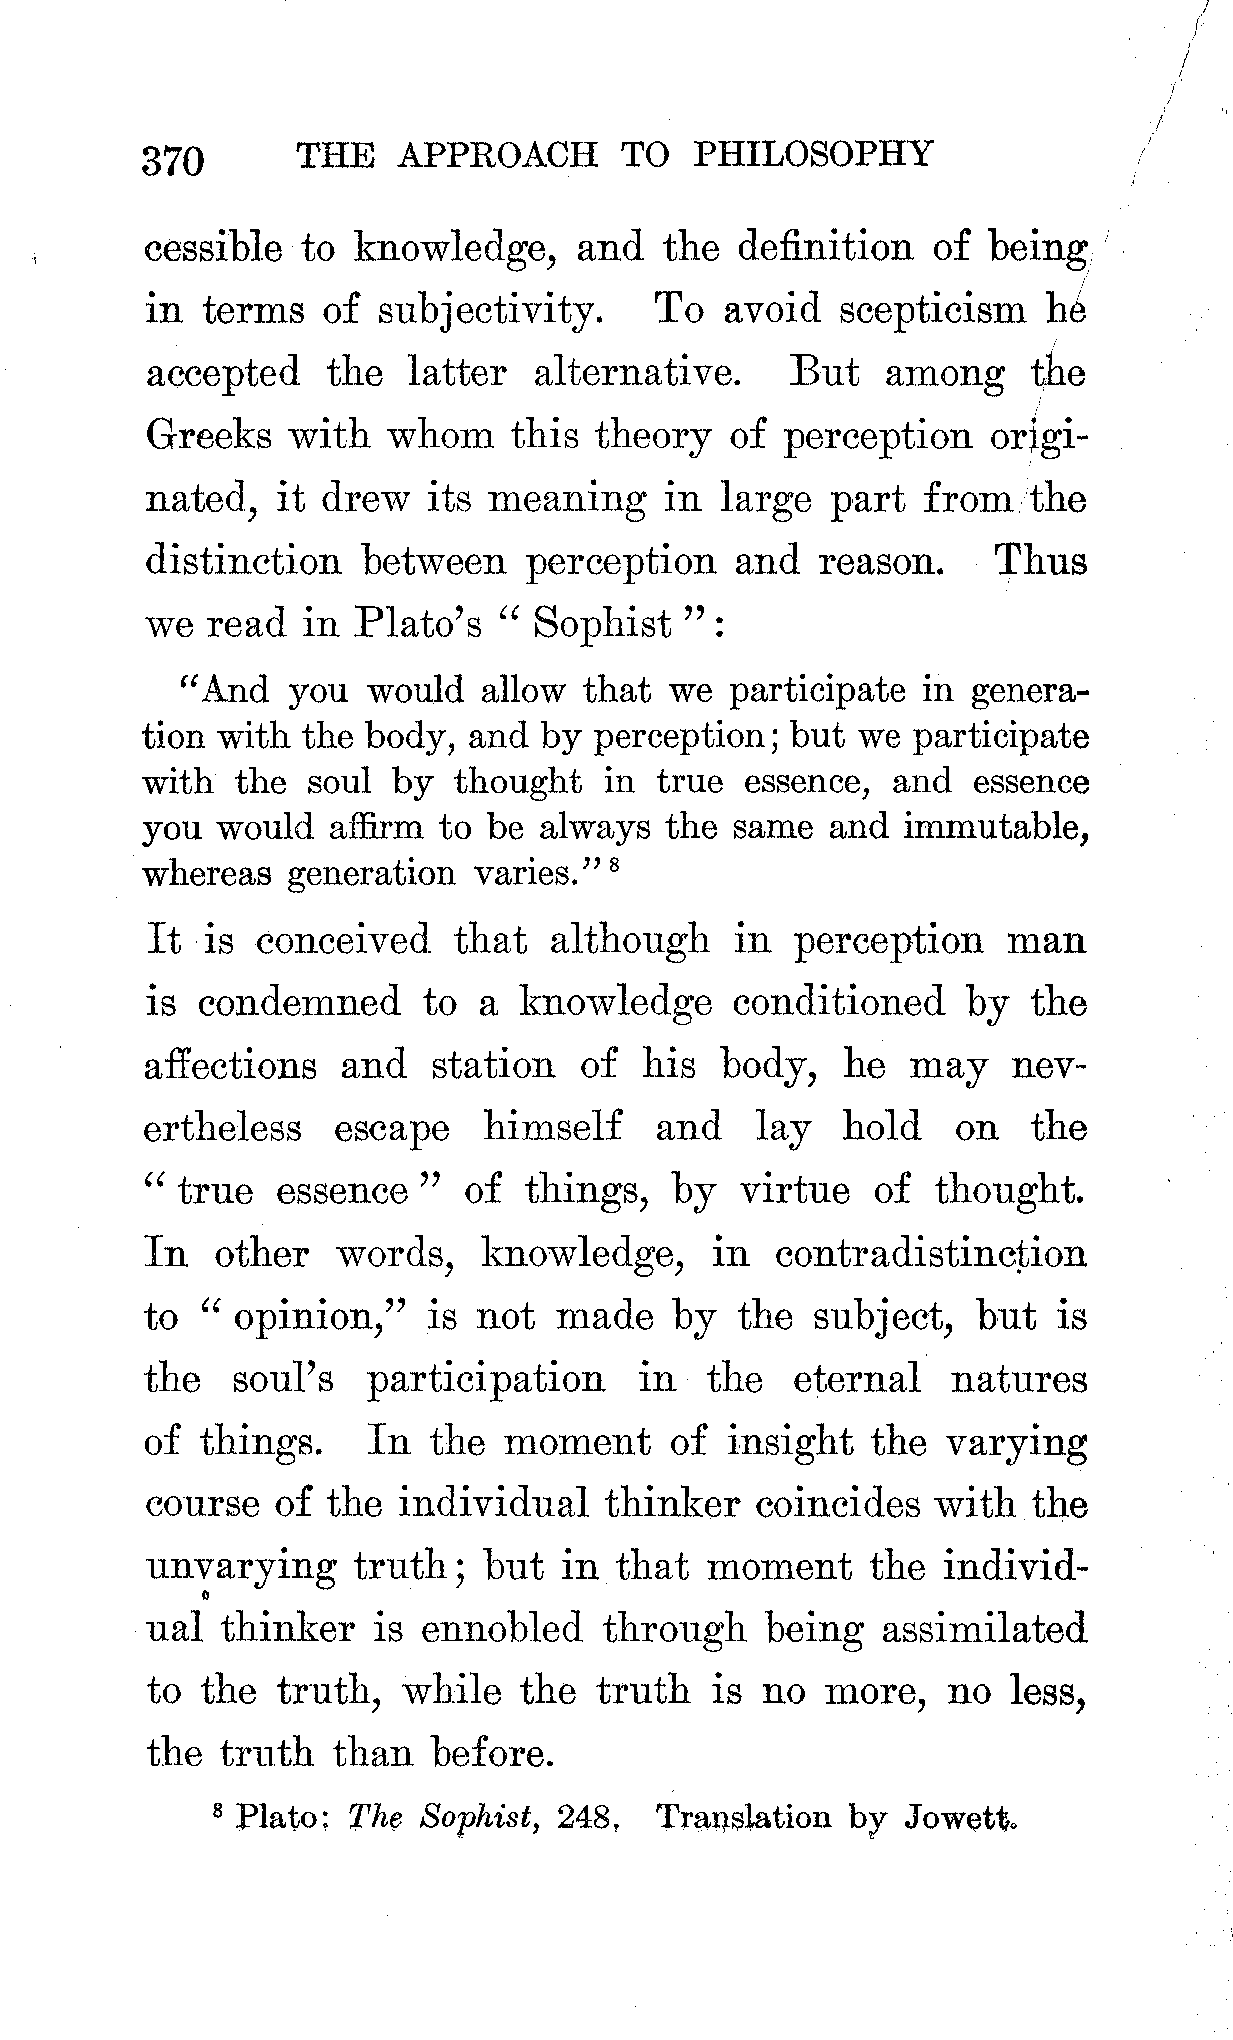 370 THE APPROACH TO PHILOSOPHY
cessible to knowledge, and the definition of being
in terms of subjectivity. To avoid scepticism he
accepted the latter alternative. But among the
Greeks with whom this theory of perception origi-
nated, it drew its meaning in large part from the
distinction between perception and reason. Thus
we read in Plato's “ Sophist ” :
“And you would allow that we participate in genera-
tion with the body, and by perception; but we participate
with the soul by thought in true essence, and essence
you would affirm to be always the same and immutable,
whereas generation varies.” 8
It is conceived that although in perception man
is condemned to a knowledge conditioned by the
affections and station of his body, he may nev-
ertheless escape himself and lay hold on the
“ true essence ” of things, by virtue of thought.
In other words, knowledge, in contradistinction
to “ opinion,” is not made by the subject, but is
the soul's participation in the eternal natures
of things. In the moment of insight the varying
course of the individual thinker coincides with the
unvarying truth; but in that moment the individ-
ual thinker is ennobled through being assimilated
to the truth, while the truth is no more, no less,
the truth than before.
8 Plato: The Sophist, 248. Translation by Jowett.